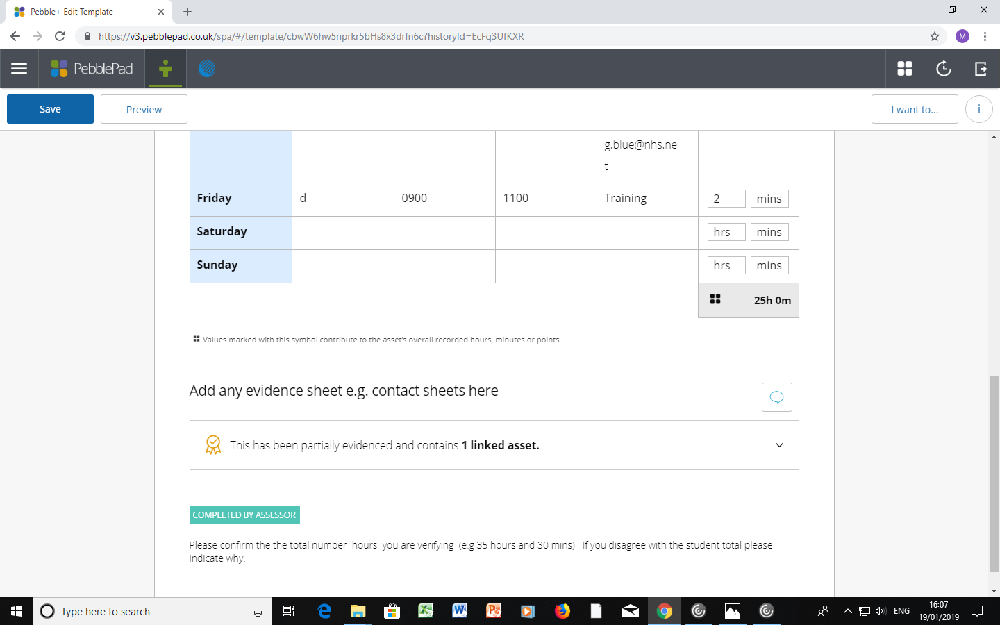 Pebble+ Edit Template
https://v3.pebblepad.co.uk/spa/#/template/cbwW6hw5nprkr5bHs8x3drfn6c?historyId=EcFq3UfKXR
M
PebblePad
Save
Preview
I want to...
i
g.blue@nhs.ne
t
Friday d 0900 1100 Training 2 mins
Saturday hrs mins
Sunday hrs mins
25h 0m
Values marked with this symbol contribute to the asset's overall recorded hours, minutes or points.
Add any evidence sheet e.g. contact sheets here
This has been partially evidenced and contains 1 linked asset.
COMPLETED BY ASSESSOR
Please confirm the the total number hours you are verifying (e.g 35 hours and 30 mins) If you disagree with the student total please
indicate why.
Type here to search
ENG
16:07
19/01/2019